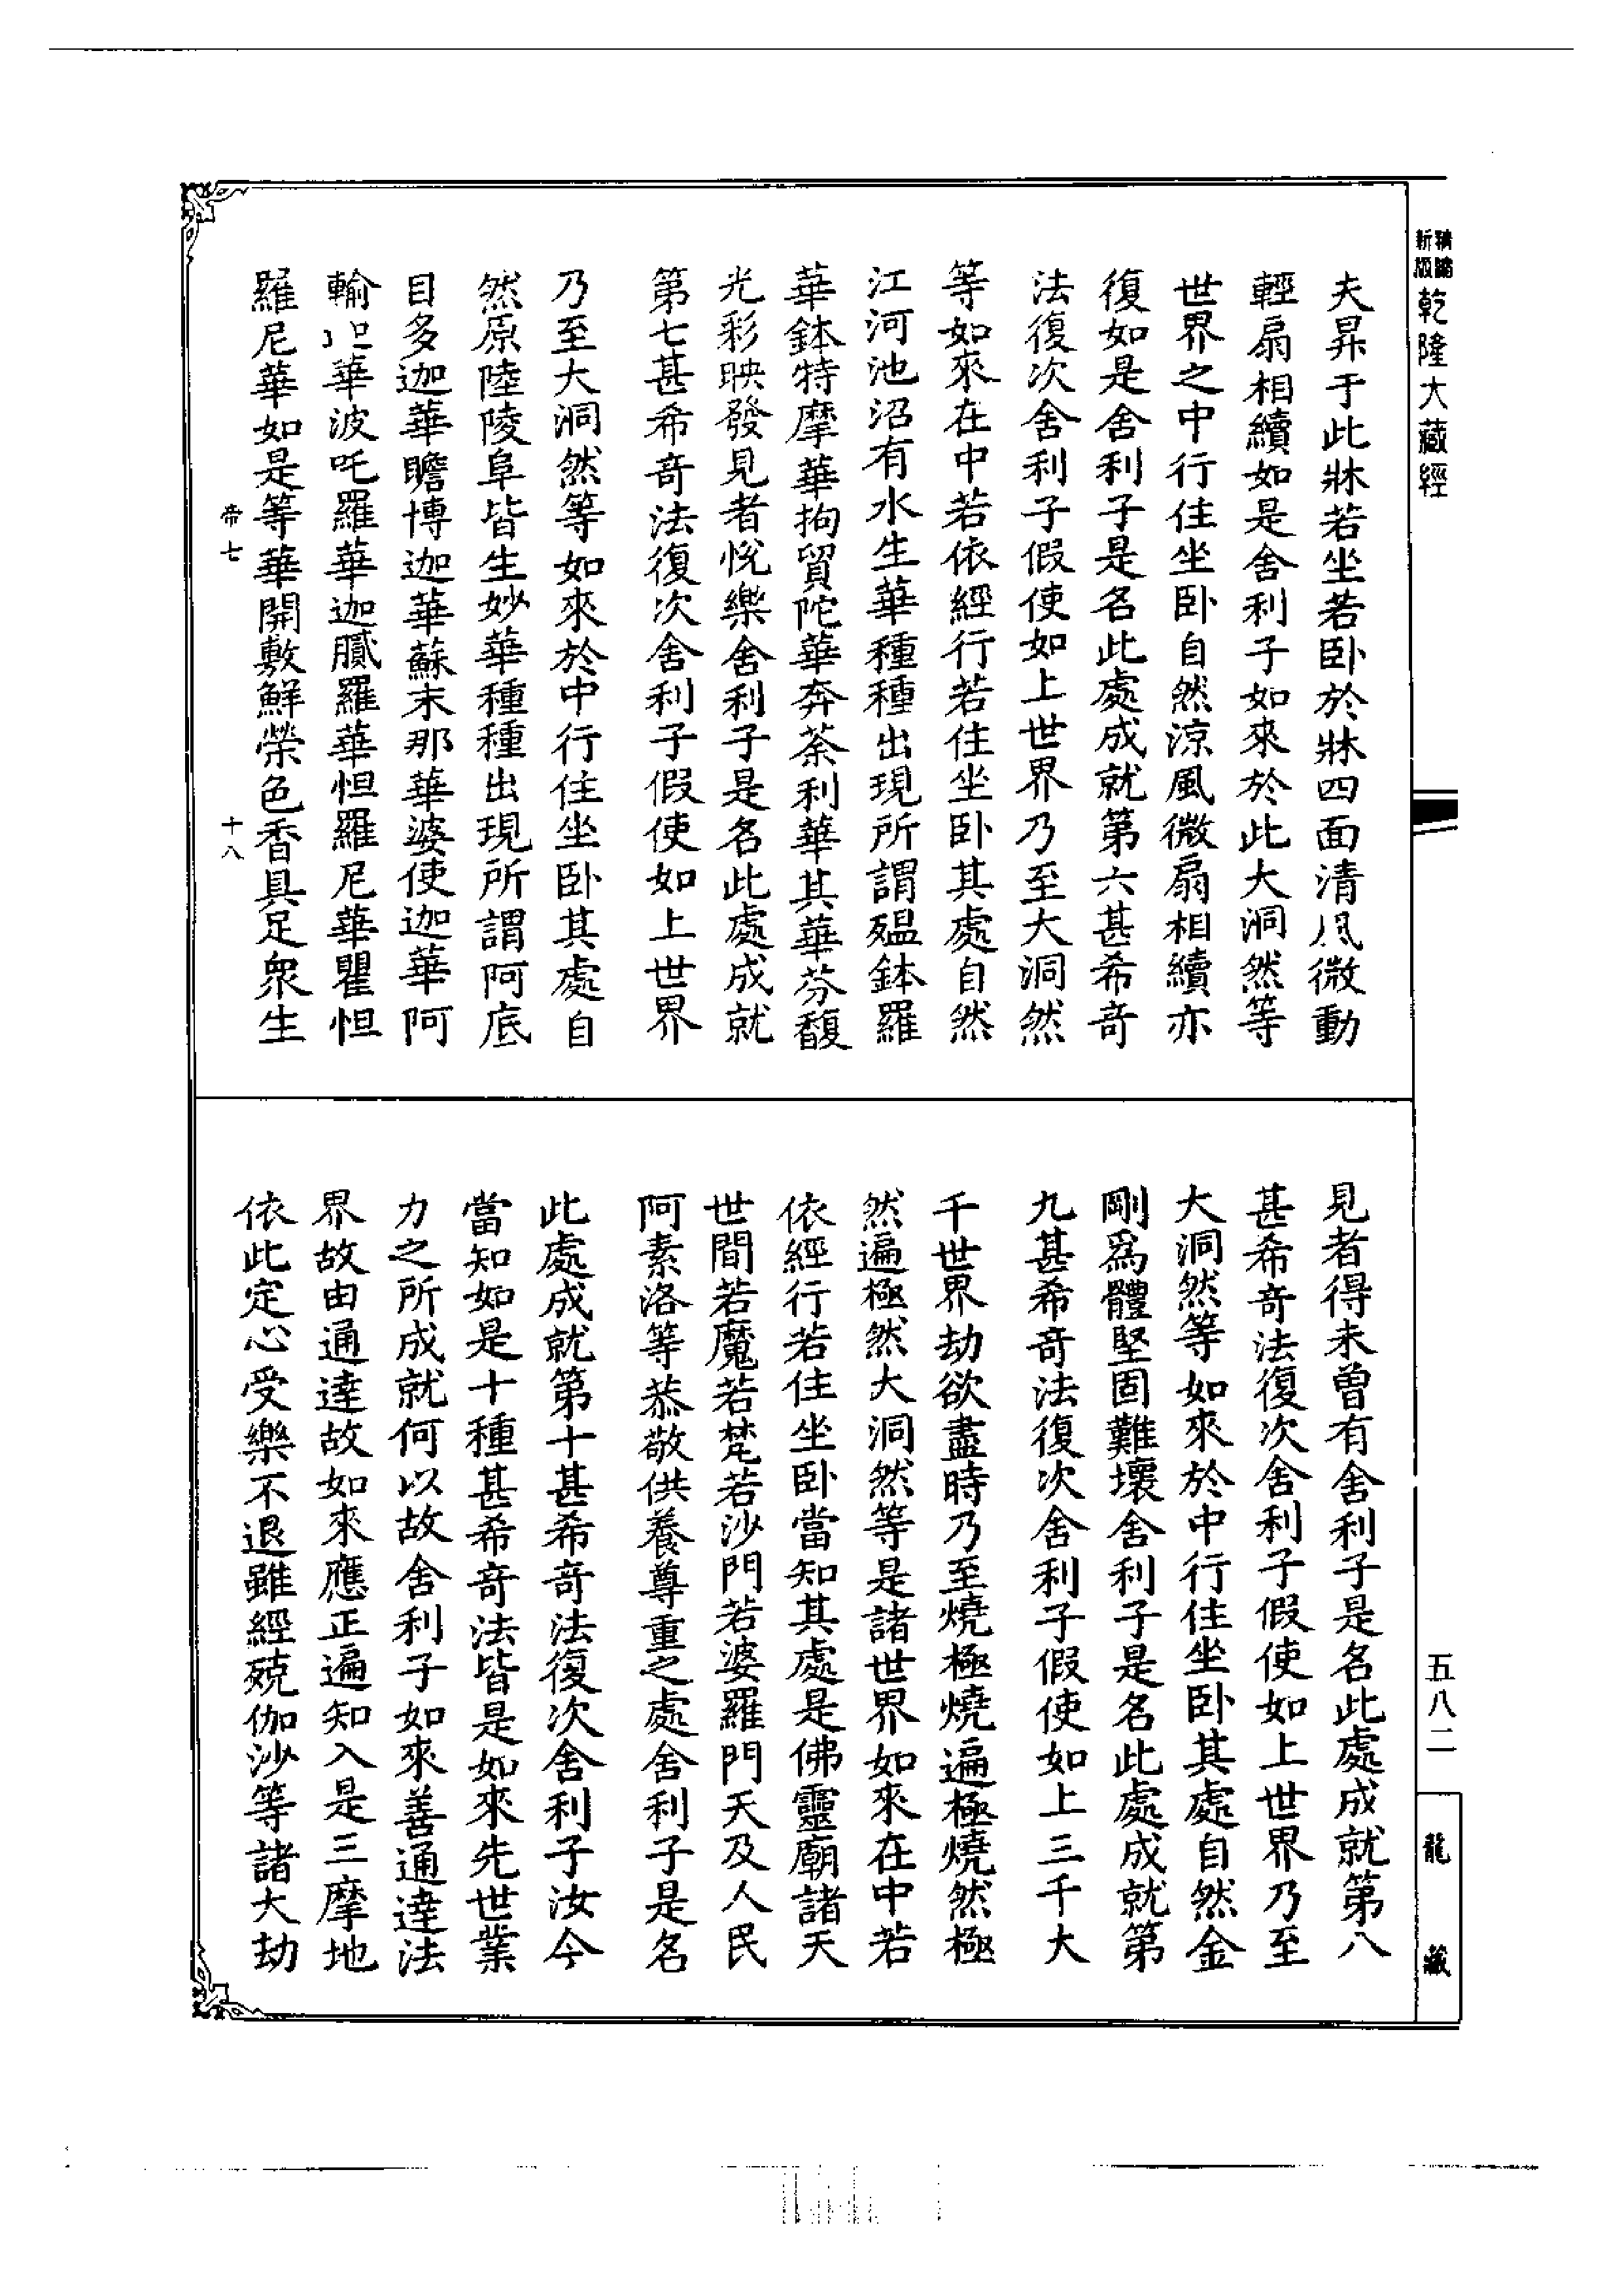 新版精縮乾隆大藏經
夫昇于此牀若坐若卧於牀四面清風微動
輕扇相續如是舍利子如來於此大洞然等
世界之中行住坐卧自然涼風微扇相續亦
復如是舍利子是名此處成就第六甚希奇
法復次舍利子假使如上世界乃至大洞然
等如來在中若依經行若住坐卧其處自然
江河池沼有水生華種種出現所謂殟鉢羅
華鉢特摩華拘貿陀華奔荼利華其華芬馥
光彩映發見者悅樂舍利子是名此處成就
第七甚希奇法復次舍利子假使如上世界
乃至大洞然等如來於中行住坐卧其處自
然原陸陵阜皆生妙華種種出現所謂阿底
目多迦華瞻博迦華蘇末那華婆使迦華阿
輸華波吒羅華迦膩羅華怛羅尼華瞿怛
羅尼華如是等華開敷鮮榮色香具足衆生
帝七
十八
見者得未曾有舍利子是名此處成就第八
甚希奇法復次舍利子假使如上世界乃至
大洞然等如來於中行住坐卧其處自然金
剛爲體堅固難壞舍利子是名此處成就第
九甚希奇法復次舍利子假使如上三千大
千世界劫欲盡時乃至燒極燒遍極燒然極
然遍極然大洞然等是諸世界如來在中若
依經行若住坐卧當知其處是佛靈廟諸天
世間若魔若梵若沙門若婆羅門天及人民
阿素洛等恭敬供養尊重之處舍利子是名
此處成就第十甚希奇法復次舍利子汝今
當知如是十種甚希奇法皆是如來先世業
力之所成就何以故舍利子如來善通達法
界故由通達故如來應正遍知入是三摩地
依此定心受樂不退雖經殑伽沙等諸大劫
五八二
龍藏